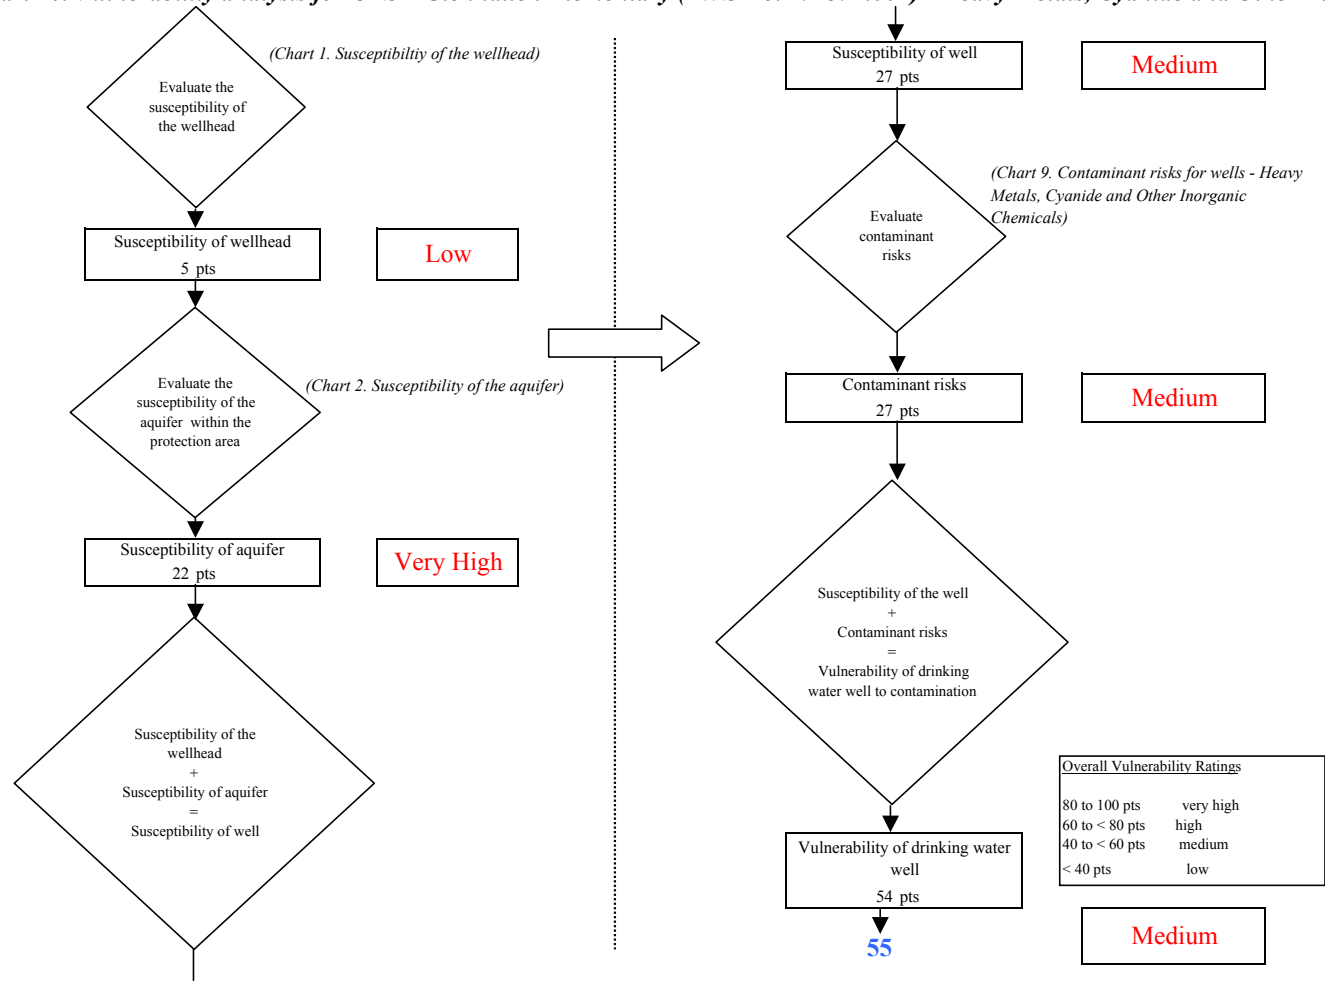 (Chart 1. Susceptibiltiy of the wellhead)
Evaluate the
susceptibility of
the wellhead
Susceptibility of wellhead
5 pts
Low
Evaluate the
susceptibility of the
aquifer within the
protection area
(Chart 2. Susceptibility of the aquifer)
Susceptibility of aquifer
22 pts
Very High
Susceptibility of the
wellhead
+
Susceptibility of aquifer
=
Susceptibility of well
Susceptibility of well
27 pts
Medium
Evaluate
contaminant
risks
(Chart 9. Contaminant risks for wells - Heavy
Metals, Cyanide and Other Inorganic
Chemicals)
Contaminant risks
27 pts
Medium
Susceptibility of the well
+
Contaminant risks
=
Vulnerability of drinking
water well to contamination
Overall Vulnerability Ratings
80 to 100 pts very high
60 to < 80 pts high
40 to < 60 pts medium
< 40 pts low
Vulnerability of drinking water
well
54 pts
55
Medium